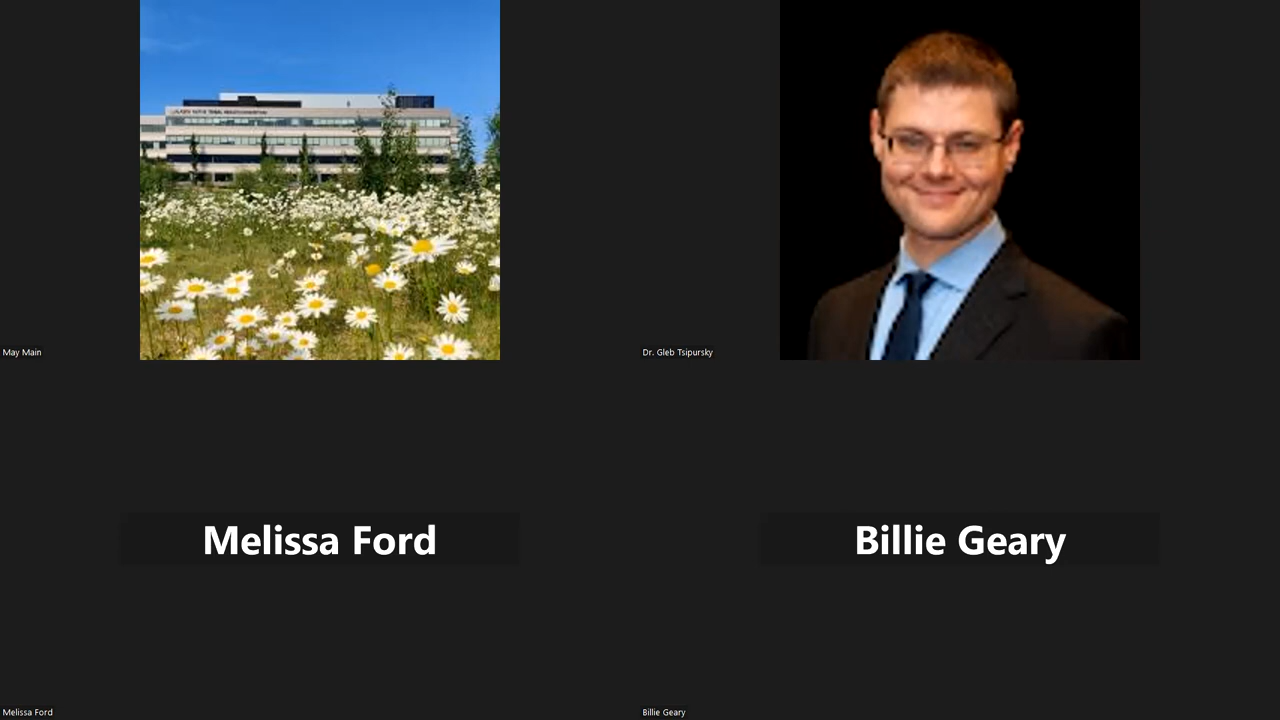 May Main
Dr. Gleb Tsipursky
Melissa Ford
Billie Geary
Melissa Ford
Billie Geary